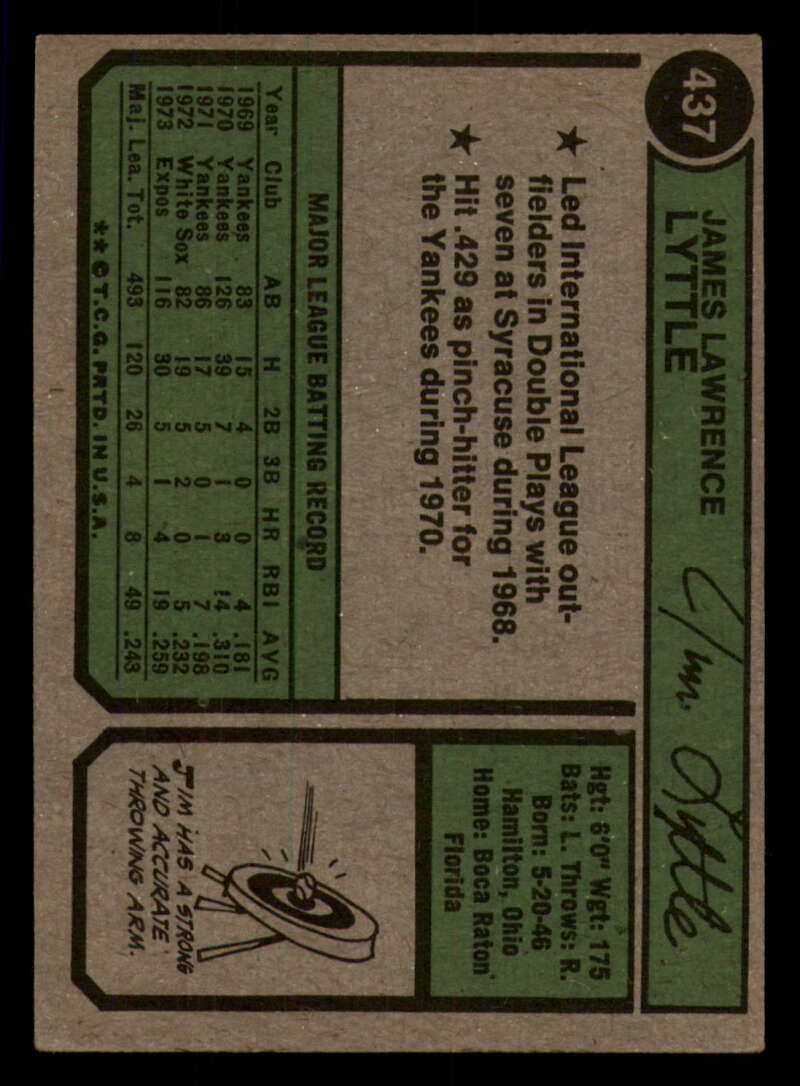 437
JAMES LAWRENCE
LYTTLE
Jim Lyttle
★ Led International League out-
fielders in Double Plays with
seven at Syracuse during 1968.
★ Hit .429 as pinch-hitter for
the Yankees during 1970.
MAJOR LEAGUE BATTING RECORD
Year Club AB H 2B 3B HR RBI AVG
1969 Yankees 83 15 4 0 0 4 .181
1970 Yankees 126 39 7 1 3 14 .310
1971 Yankees 86 17 5 0 1 7 .198
1972 White Sox 82 19 5 2 0 5 .232
1973 Expos 116 30 5 1 4 19 .259
Maj. Lea. Tot. 493 120 26 4 8 49 .243
**©T.C.G. PRTD. IN U.S.A.
Hgt: 6'0" Wgt: 175
Bats: L. Throws: R.
Born: 5-20-46
Hamilton, Ohio
Home: Boca Raton
Florida
JIM HAS A STRONG
AND ACCURATE
THROWING ARM.